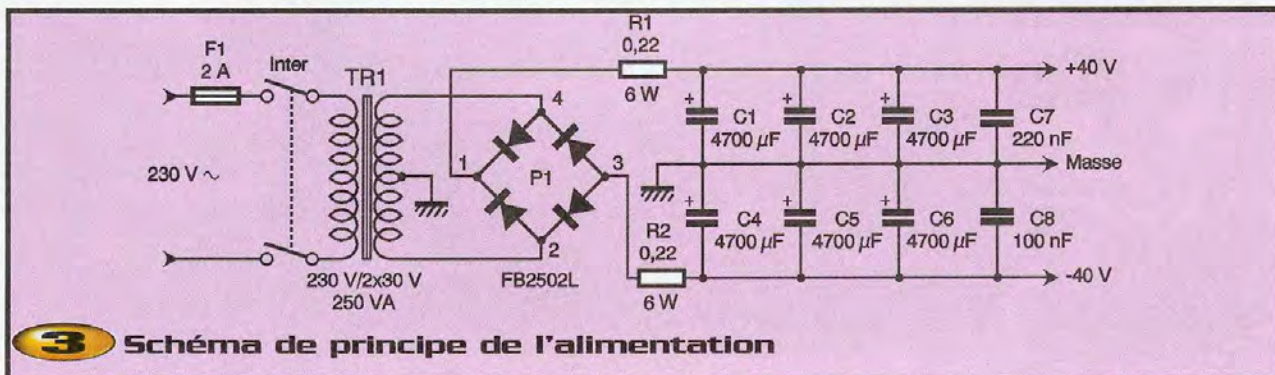 F1
2 A
Inter
TR1
230 V ~
230 V/2x30 V
250 VA
4
1
P1
3
2
FB2502L
R1
0,22
6 W
R2
0,22
6 W
+ C1
4700 µF
+ C2
4700 µF
+ C3
4700 µF
C7
220 nF
+40 V
Masse
+ C4
4700 µF
+ C5
4700 µF
+ C6
4700 µF
C8
100 nF
-40 V
3 Schéma de principe de l'alimentation